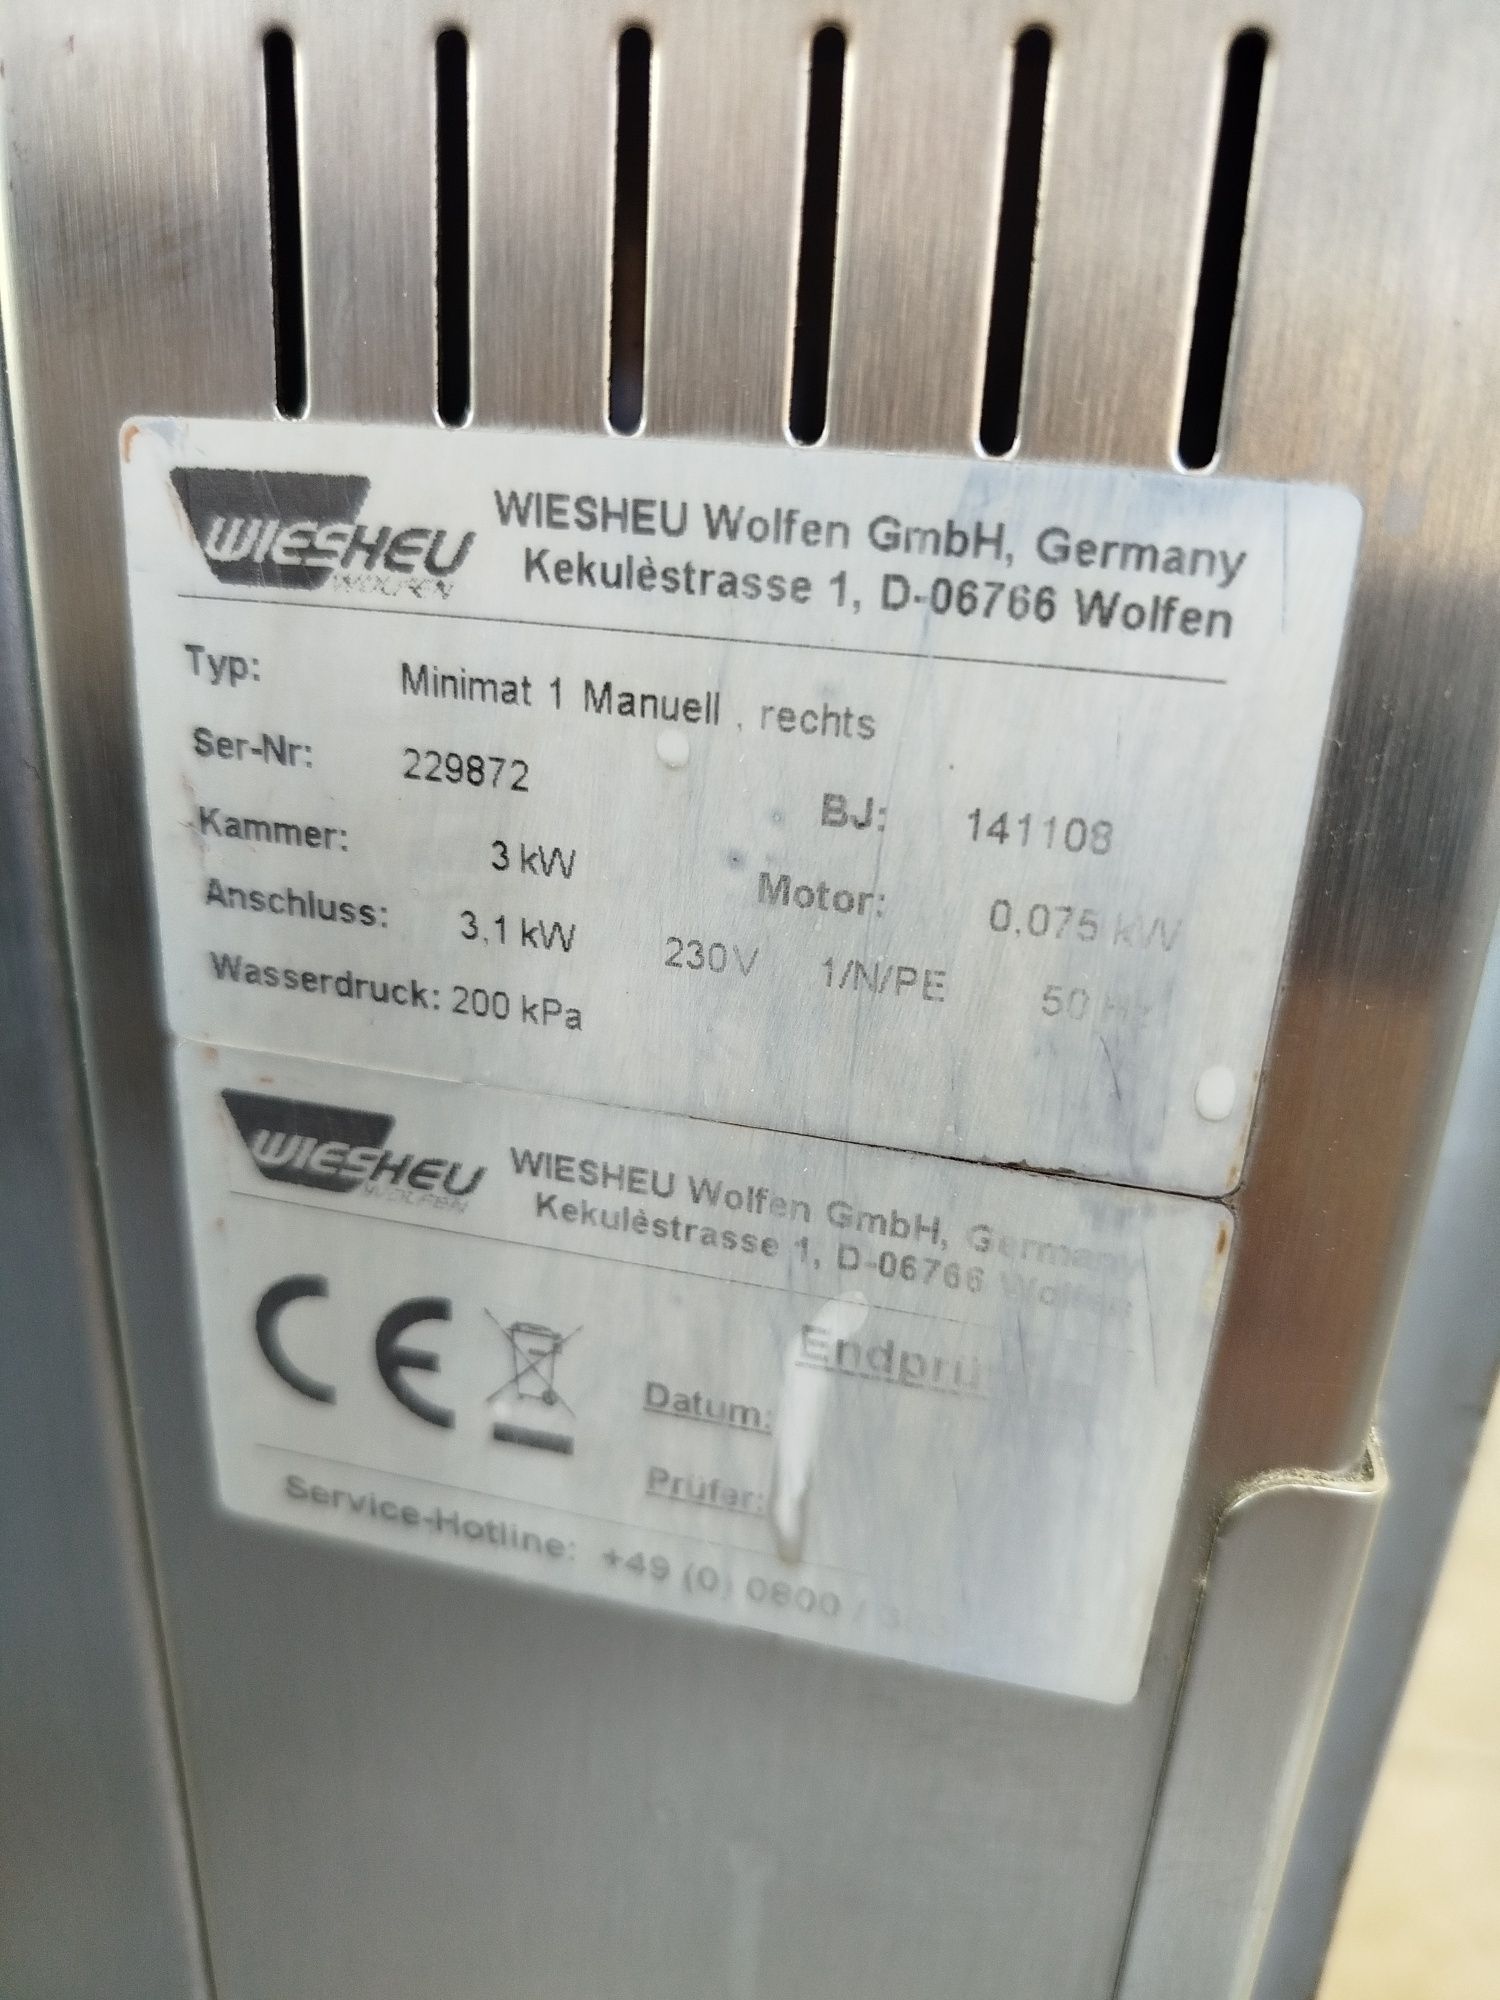 WIESHEU
WOLFEN
WIESHEU Wolfen GmbH, Germany
Kekulèstrasse 1, D-06766 Wolfen
Typ: Minimat 1 Manuell , rechts
Ser-Nr: 229872 BJ: 141108
Kammer: 3 kW Motor: 0,075 kW
Anschluss: 3,1 kW 230V 1/N/PE 50 Hz
Wasserdruck: 200 kPa
WIESHEU
WOLFEN
WIESHEU Wolfen GmbH, Germany
Kekulèstrasse 1, D-06766 Wolfen
CE
Datum:
Prüfer:
Service-Hotline: +49 (0) 0800 /